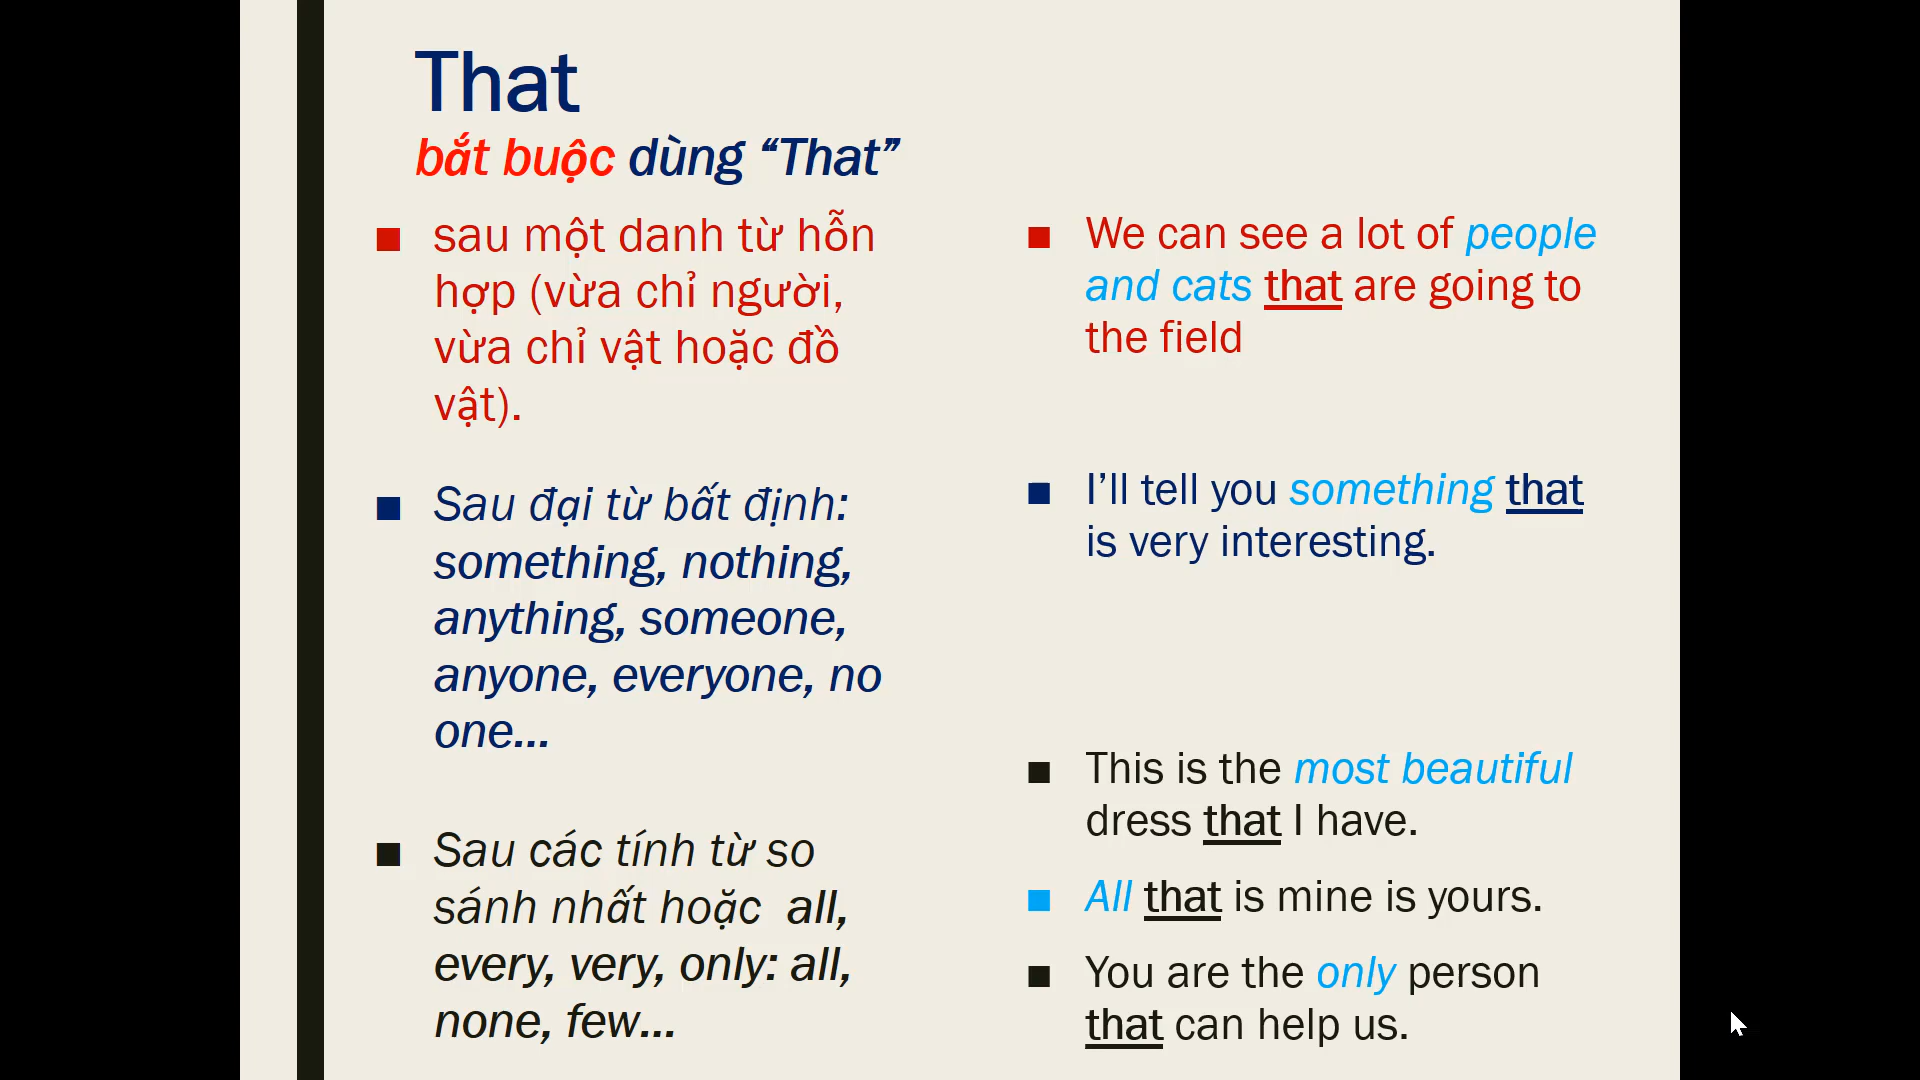 That
bắt buộc dùng “That”
sau một danh từ hỗn
hợp (vừa chỉ người,
vừa chỉ vật hoặc đồ
vật).
Sau đại từ bất định:
something, nothing,
anything, someone,
anyone, everyone, no
one...
Sau các tính từ so
sánh nhất hoặc all,
every, very, only: all,
none, few...
We can see a lot of people
and cats that are going to
the field
I’ll tell you something that
is very interesting.
This is the most beautiful
dress that I have.
All that is mine is yours.
You are the only person
that can help us.